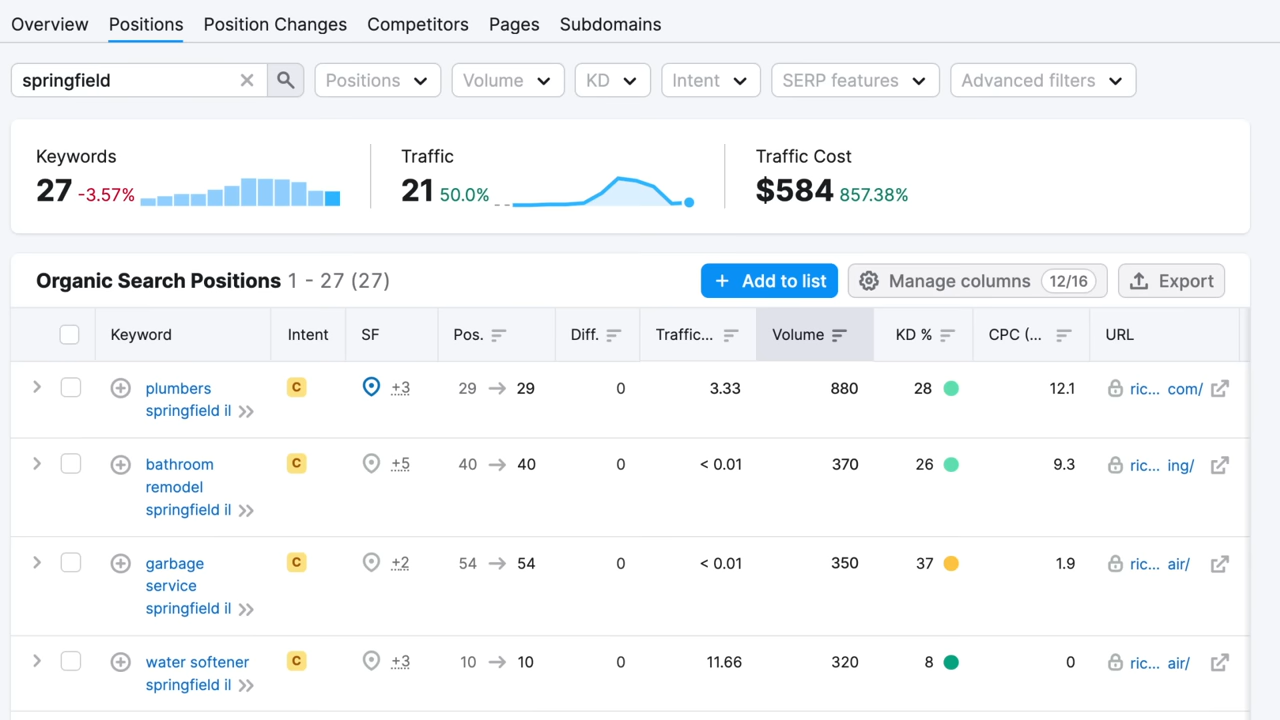 Overview Positions Position Changes Competitors Pages Subdomains
springfield Positions Volume KD Intent SERP features Advanced filters
Keywords Traffic Traffic Cost
27 -3.57% 21 50.0% $584 857.38%
Organic Search Positions 1 - 27 (27) + Add to list Manage columns 12/16 Export
Keyword Intent SF Pos. Diff. Traffic... Volume KD % CPC (... URL
plumbers C +3 29 → 29 0 3.33 880 28 12.1 ric... com/
springfield il
bathroom C +5 40 → 40 0 < 0.01 370 26 9.3 ric... ing/
remodel
springfield il
garbage C +2 54 → 54 0 < 0.01 350 37 1.9 ric... air/
service
springfield il
water softener C +3 10 → 10 0 11.66 320 8 0 ric... air/
springfield il